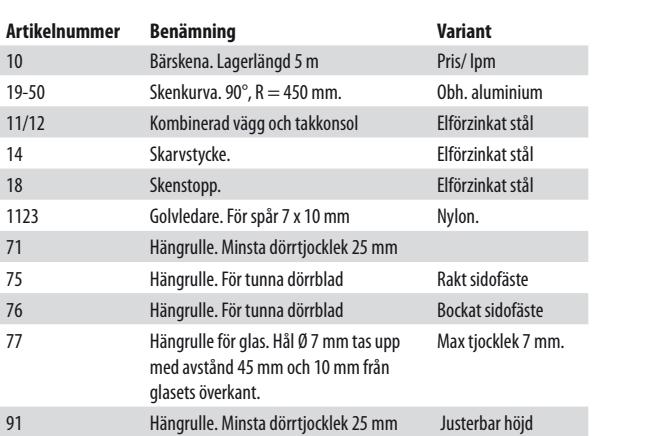 Artikelnummer Benämning Variant
10 Bärskena. Lagerlängd 5 m Pris/ lpm
19-50 Skenkurva. 90°, R = 450 mm. Obh. aluminium
11/12 Kombinerad vägg och takkonsol Elförzinkat stål
14 Skarvstycke. Elförzinkat stål
18 Skenstopp. Elförzinkat stål
1123 Golvledare. För spår 7 x 10 mm Nylon.
71 Hängrulle. Minsta dörrtjocklek 25 mm
75 Hängrulle. För tunna dörrblad Rakt sidofäste
76 Hängrulle. För tunna dörrblad Bockat sidofäste
77 Hängrulle för glas. Hål Ø 7 mm tas upp Max tjocklek 7 mm.
med avstånd 45 mm och 10 mm från
glasets överkant.
91 Hängrulle. Minsta dörrtjocklek 25 mm Justerbar höjd